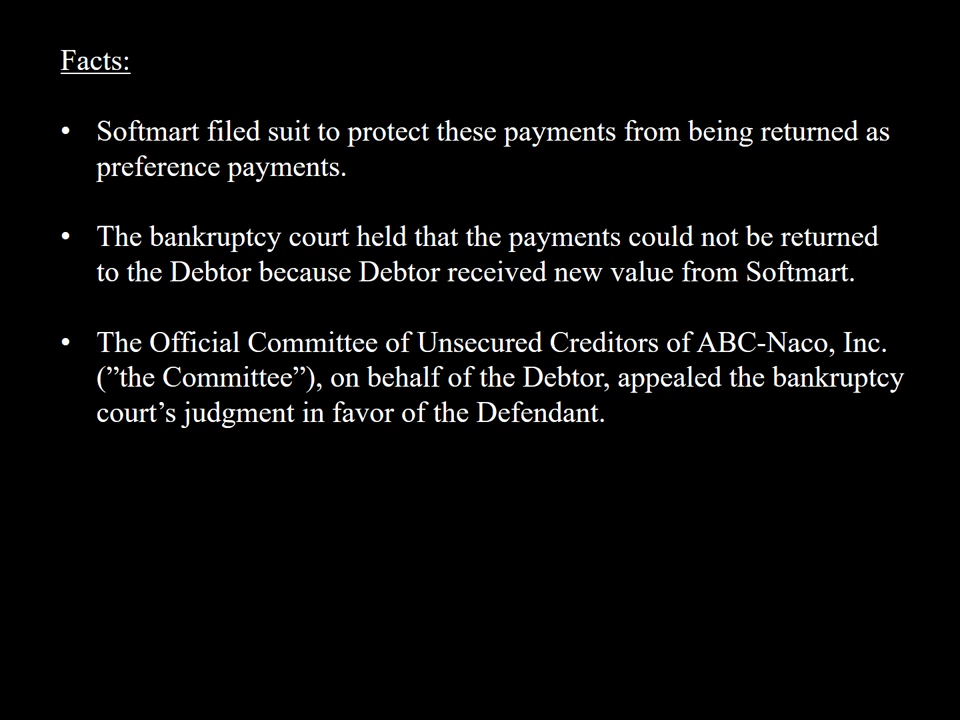 Facts:
• Softmart filed suit to protect these payments from being returned as
preference payments.
• The bankruptcy court held that the payments could not be returned
to the Debtor because Debtor received new value from Softmart.
• The Official Committee of Unsecured Creditors of ABC-Naco, Inc.
(”the Committee”), on behalf of the Debtor, appealed the bankruptcy
court’s judgment in favor of the Defendant.